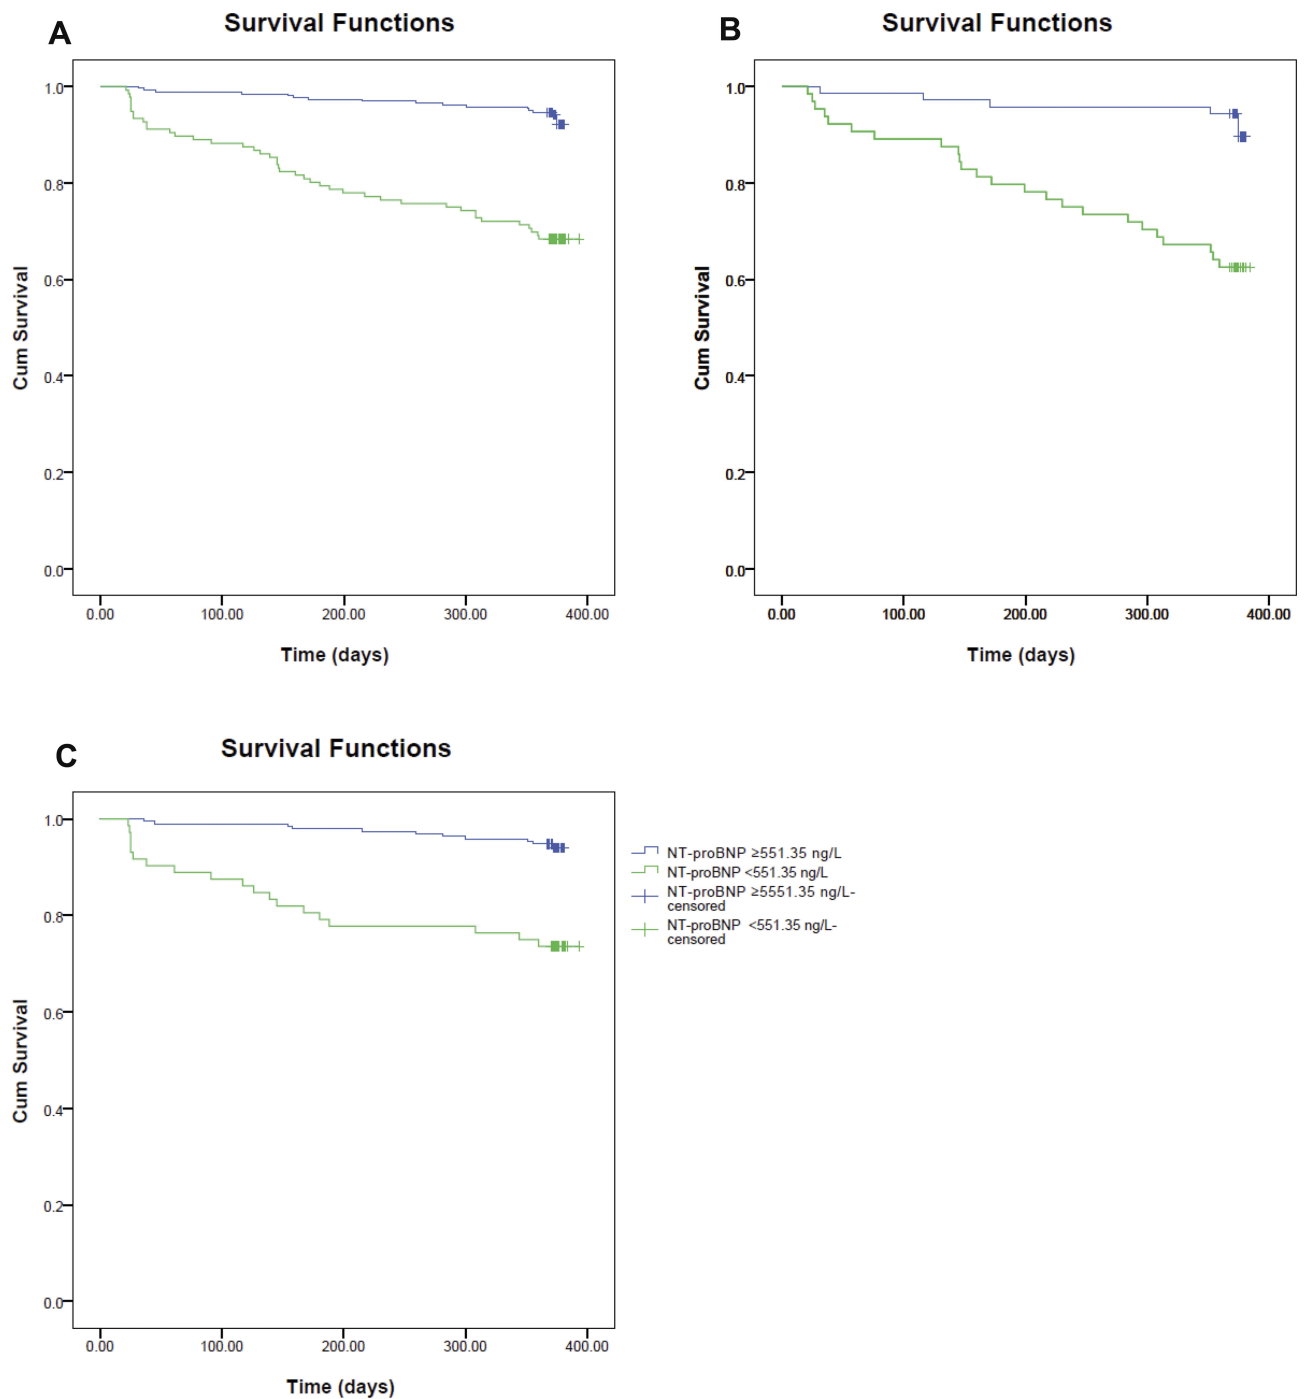 A
Survival Functions
1.0
0.8
0.6
0.4
0.2
0.0
Cum Survival
0.00 100.00 200.00 300.00 400.00
Time (days)
B
Survival Functions
1.0
0.8
0.6
0.4
0.2
0.0
Cum Survival
0.00 100.00 200.00 300.00 400.00
Time (days)
C
Survival Functions
1.0
0.8
0.6
0.4
0.2
0.0
Cum Survival
0.00 100.00 200.00 300.00 400.00
Time (days)
NT-proBNP ≥551.35 ng/L
NT-proBNP <551.35 ng/L
NT-proBNP ≥5551.35 ng/L-
censored
NT-proBNP <551.35 ng/L-
censored